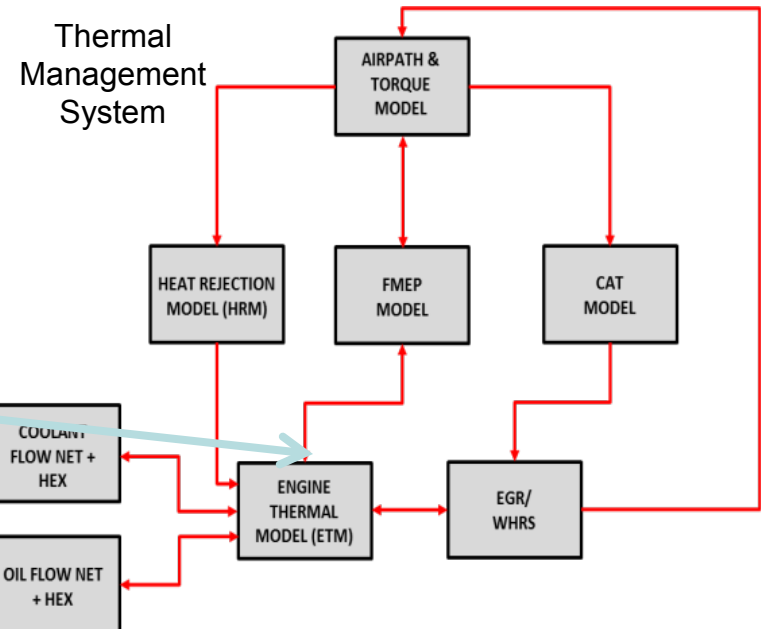 Thermal
Management
System
AIRPATH &
TORQUE
MODEL
HEAT REJECTION
MODEL (HRM)
FMEP
MODEL
CAT
MODEL
COOLANT
FLOW NET +
HEX
ENGINE
THERMAL
MODEL (ETM)
EGR/
WHRS
OIL FLOW NET
+ HEX